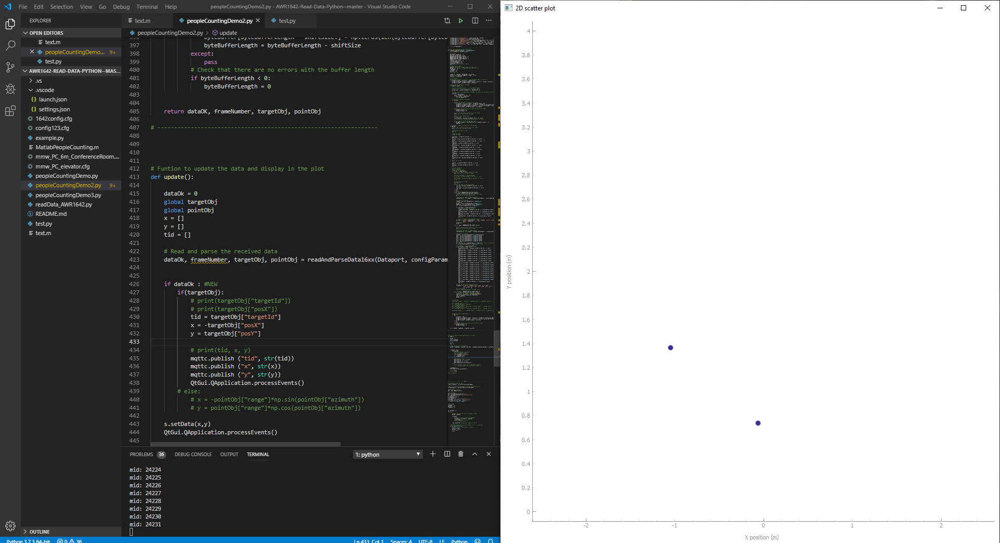 File Edit Selection View Go Debug Terminal Help
peopleCountingDemo2.py - AWR1642-Read-Data-Python--master - Visual Studio Code
EXPLORER
OPEN EDITORS
text.m
peopleCountingDemo... 9+
test.py
AWR1642-READ-DATA-PYTHON--MAS...
.vs
.vscode
launch.json
settings.json
1642config.cfg
config123.cfg
example.py
MatlabPeopleCounting.m
mmw_PC_6m_ConferenceRoom....
mmw_PC_elevator.cfg
peopleCountingDemo.py
peopleCountingDemo2.py 9+
peopleCountingDemo3.py
readData_AWR1642.py
README.md
test.py
text.m
OUTLINE
text.m peopleCountingDemo2.py test.py
peopleCountingDemo2.py > update
397 byteBufferLength = byteBufferLength - shiftSize
398 except:
399 pass
400 # Check that there are no errors with the buffer length
401 if byteBufferLength < 0:
402 byteBufferLength = 0
403
404
405 return dataOK, frameNumber, targetObj, pointObj
406
407 # ------------------------------------------------------------------
408
409
410
411
412 # Funtion to update the data and display in the plot
413 def update():
414
415 dataOk = 0
416 global targetObj
417 global pointObj
418 x = []
419 y = []
420 tid = []
421
422 # Read and parse the received data
423 dataOk, frameNumber, targetObj, pointObj = readAndParseData16xx(Dataport, configParam
424
425
426 if dataOk : #NEW
427 if(targetObj):
428 # print(targetObj["targetId"])
429 # print(targetObj["posX"])
430 tid = targetObj["targetId"]
431 x = -targetObj["posX"]
432 y = targetObj["posY"]
433
434 # print(tid, x, y)
435 mqttc.publish ("tid", str(tid))
436 mqttc.publish ("x", str(x))
437 mqttc.publish ("y", str(y))
438 QtGui.QApplication.processEvents()
439 # else:
440 # x = -pointObj["range"]*np.sin(pointObj["azimuth"])
441 # y = pointObj["range"]*np.cos(pointObj["azimuth"])
442
443 s.setData(x,y)
444 QtGui.QApplication.processEvents()
445
PROBLEMS 36 DEBUG CONSOLE OUTPUT TERMINAL 1: python
mid: 24224
mid: 24225
mid: 24226
mid: 24227
mid: 24228
mid: 24229
mid: 24230
mid: 24231
Python 3.7.3 64-bit 0 36 Ln 433, Col 1 Spaces: 4 UTF-8 LF Python
2D scatter plot
4
3.8
3.6
3.4
3.2
3
2.8
2.6
2.4
2.2
2
1.8
1.6
1.4
1.2
1
0.8
0.6
0.4
0.2
0
Y position (m)
-2 -1 0 1 2
X position (m)